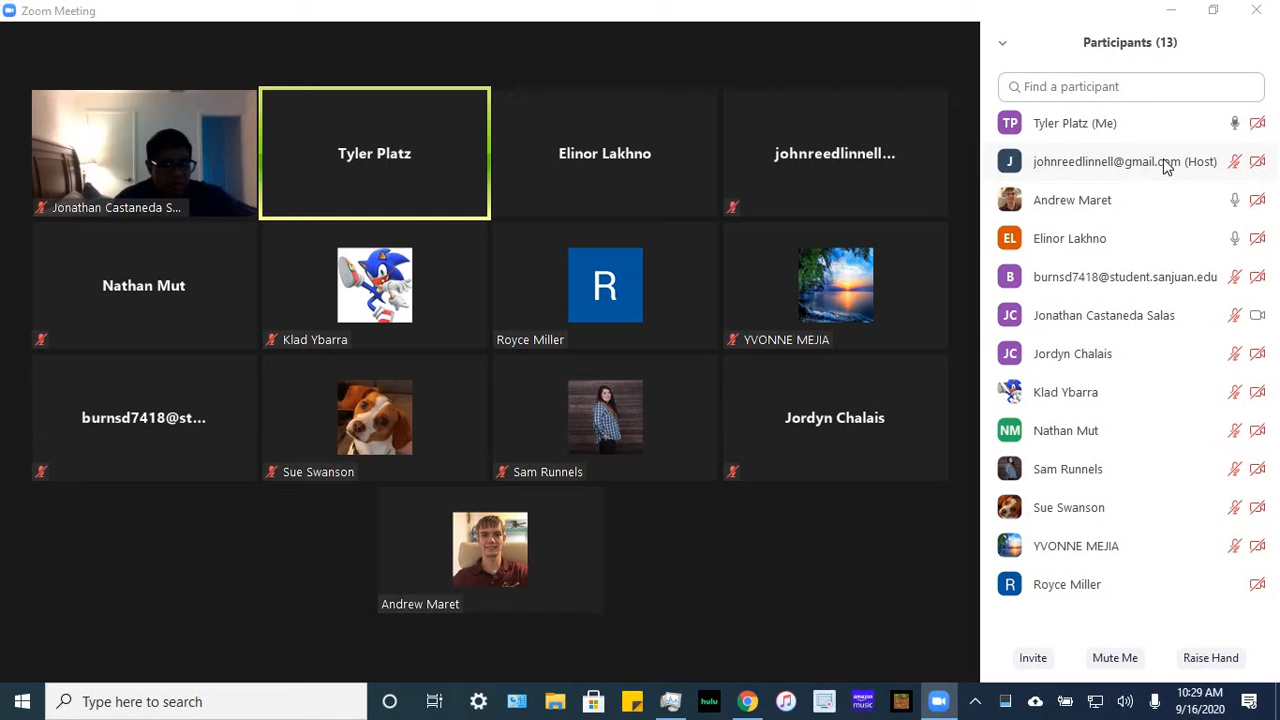 Zoom Meeting
Participants (13)
Find a participant
TP Tyler Platz (Me)
J johnreedlinnell@gmail.com (Host)
Andrew Maret
EL Elinor Lakhno
B burnsd7418@student.sanjuan.edu
JC Jonathan Castaneda Salas
JC Jordyn Chalais
Klad Ybarra
NM Nathan Mut
Sam Runnels
Sue Swanson
YVONNE MEJIA
R Royce Miller
Invite Mute Me Raise Hand
Jonathan Castaneda S...
Tyler Platz
Elinor Lakhno
johnreedlinnell...
Nathan Mut
Klad Ybarra
R
Royce Miller
YVONNE MEJIA
burnsd7418@st...
Sue Swanson
Sam Runnels
Jordyn Chalais
Andrew Maret
Type here to search
hulu
amazon music
10:29 AM
9/16/2020